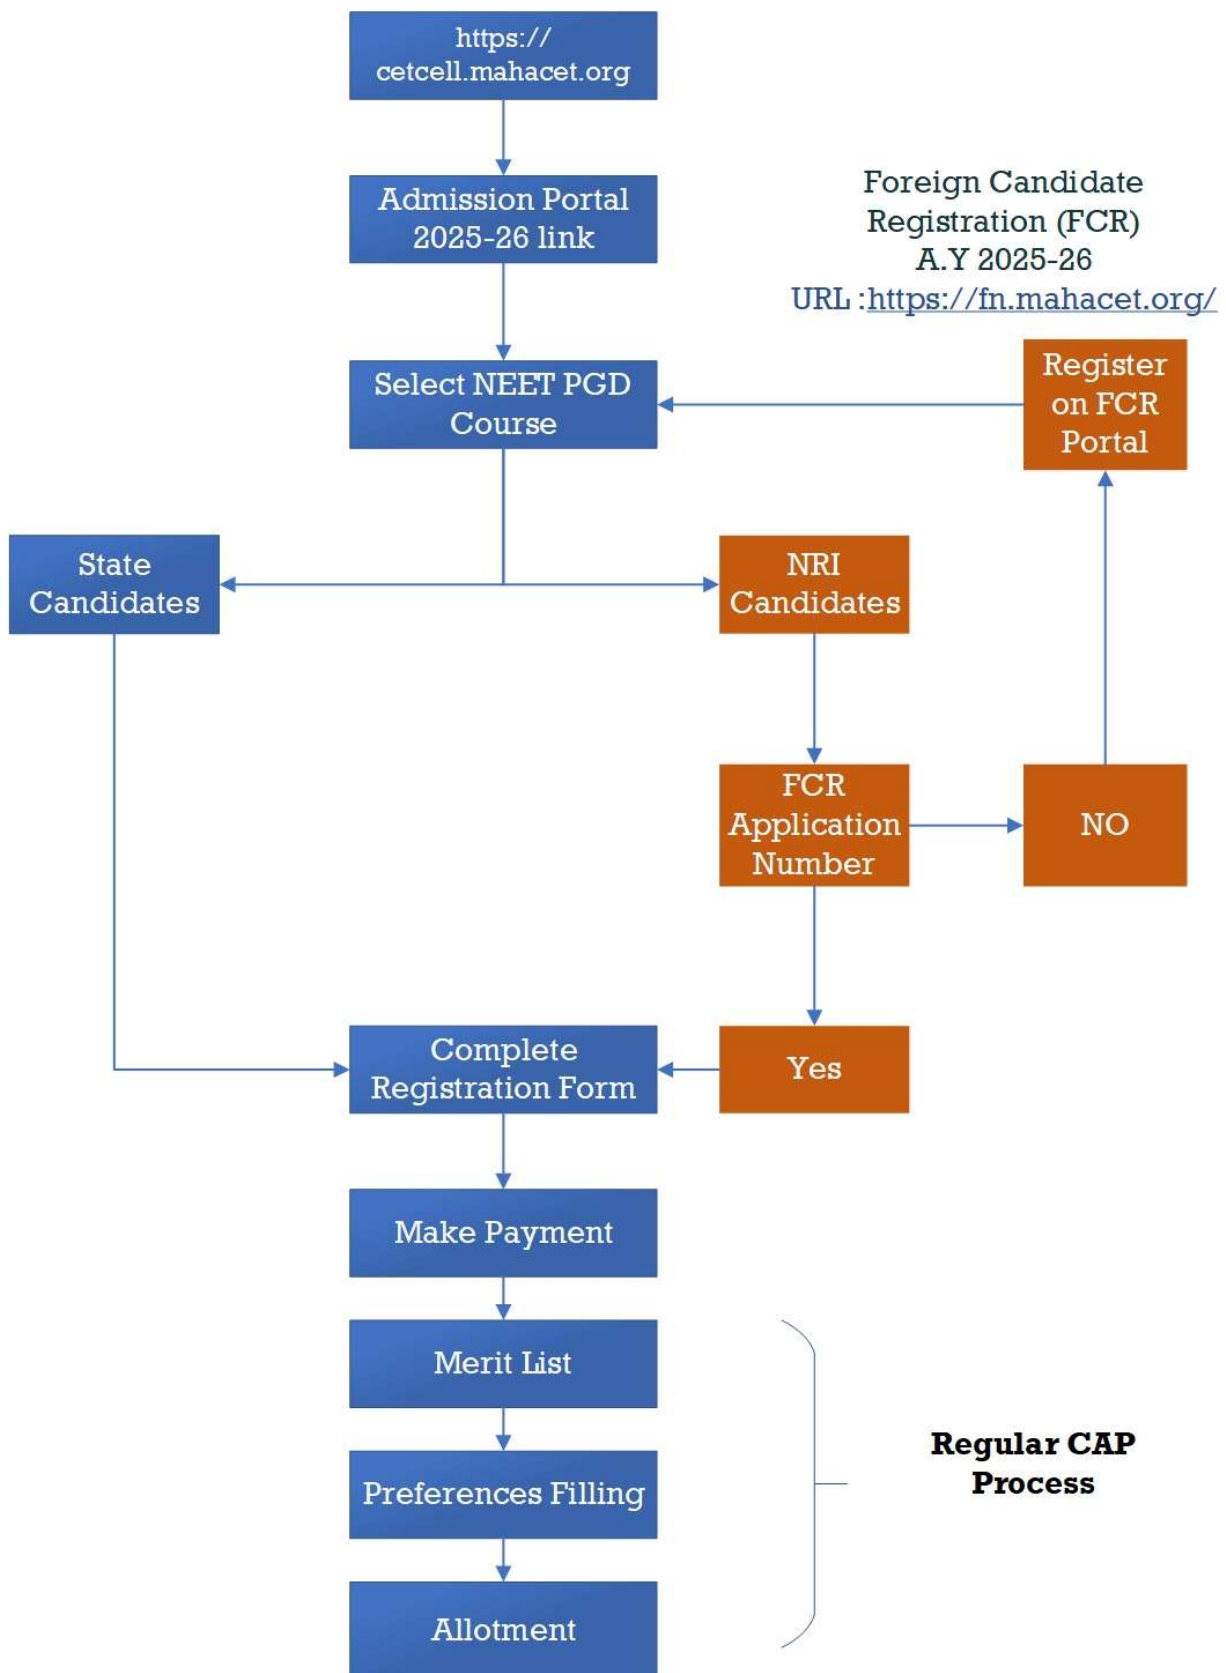 https://
cetcell.mahacet.org
Admission Portal
2025-26 link
Foreign Candidate
Registration (FCR)
A.Y 2025-26
URL :https://fn.mahacet.org/
Select NEET PGD
Course
Register
on FCR
Portal
State
Candidates
NRI
Candidates
FCR
Application
Number
NO
Complete
Registration Form
Yes
Make Payment
Merit List
Preferences Filling
Allotment
Regular CAP
Process